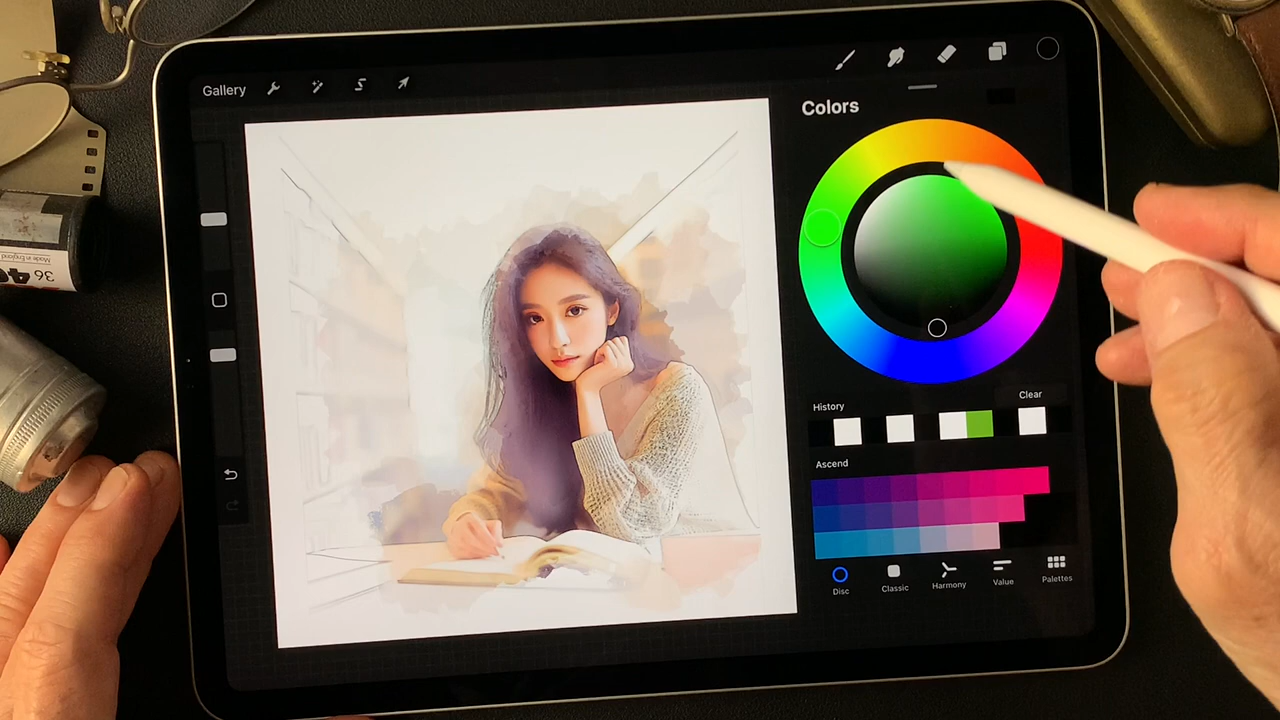 Gallery
Colors
History
Clear
Ascend
Disc
Classic
Harmony
Value
Palettes
Made in England
36